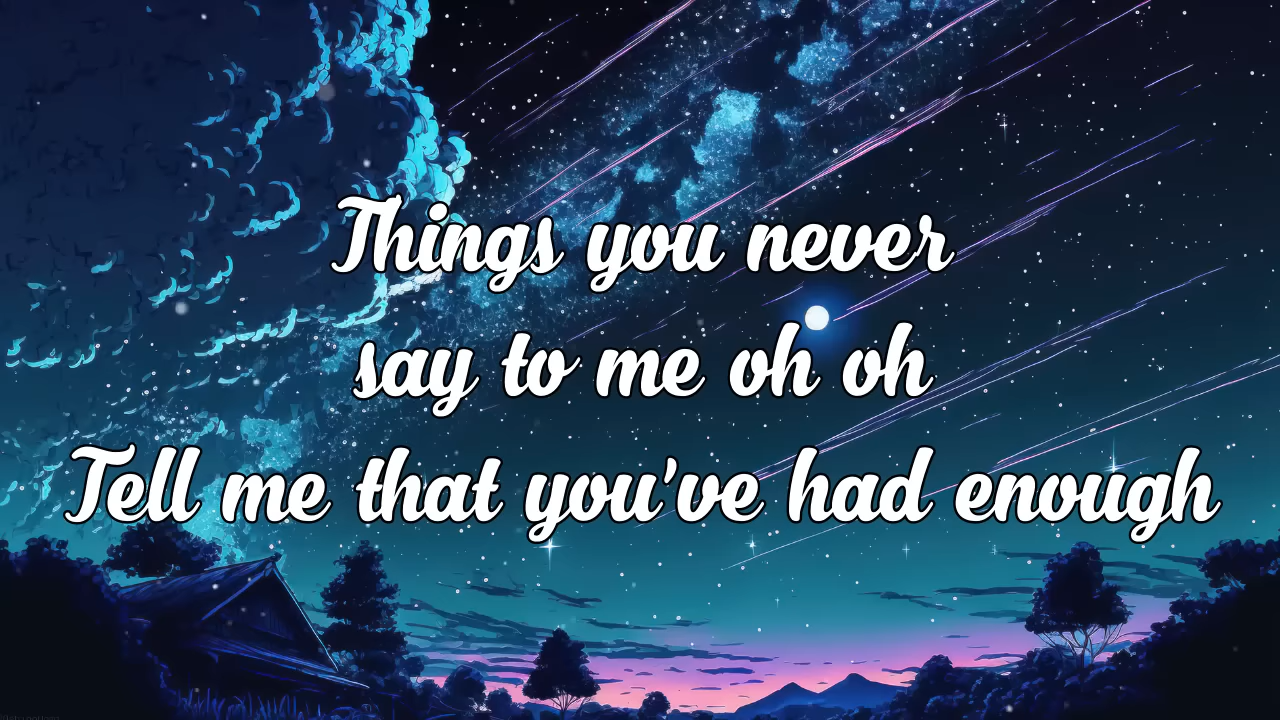 Things you never
say to me oh oh
Tell me that you've had enough